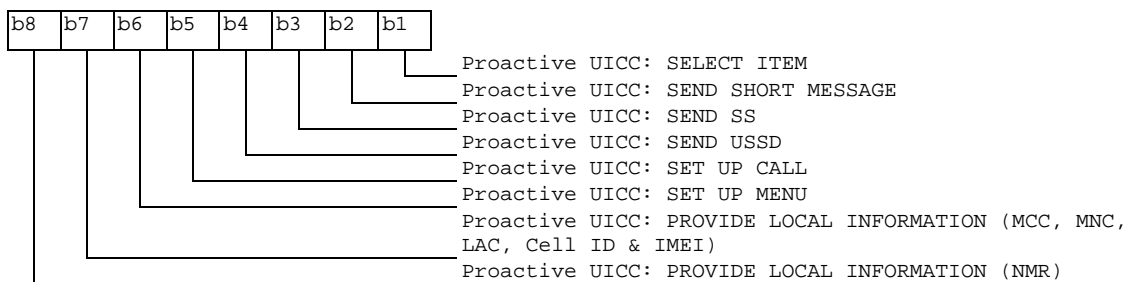 b8 b7 b6 b5 b4 b3 b2 b1
Proactive UICC: SELECT ITEM
Proactive UICC: SEND SHORT MESSAGE
Proactive UICC: SEND SS
Proactive UICC: SEND USSD
Proactive UICC: SET UP CALL
Proactive UICC: SET UP MENU
Proactive UICC: PROVIDE LOCAL INFORMATION (MCC, MNC,
LAC, Cell ID & IMEI)
Proactive UICC: PROVIDE LOCAL INFORMATION (NMR)